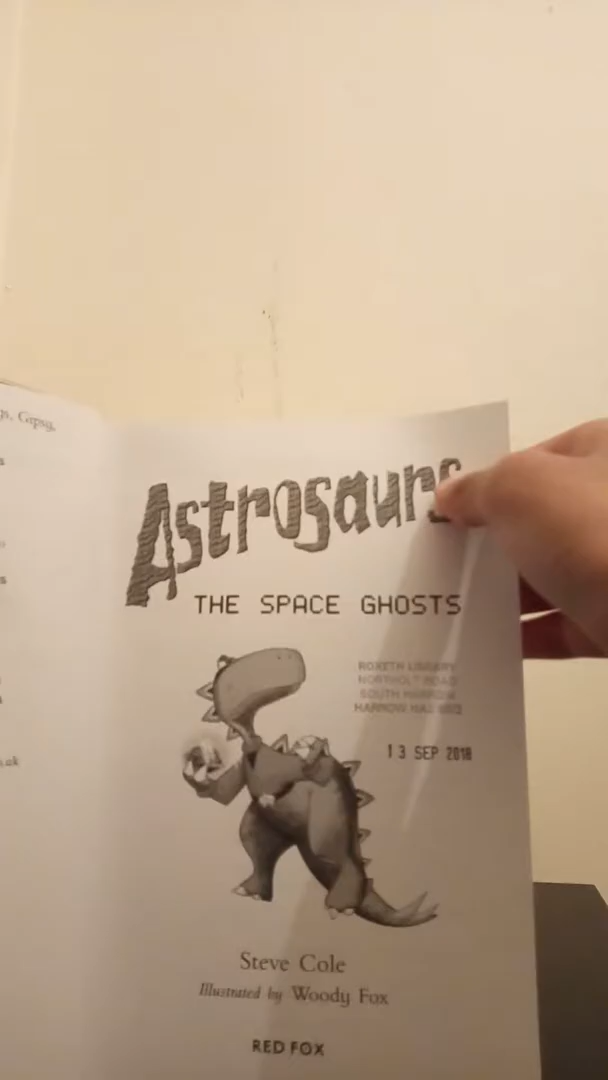 Gipsy,
Astrosaurs
THE SPACE GHOSTS
ROXETH LIBRARY
NORTHOLT ROAD
SOUTH HARROW
HARROW
13 SEP 2018
Steve Cole
Illustrated by Woody Fox
RED FOX